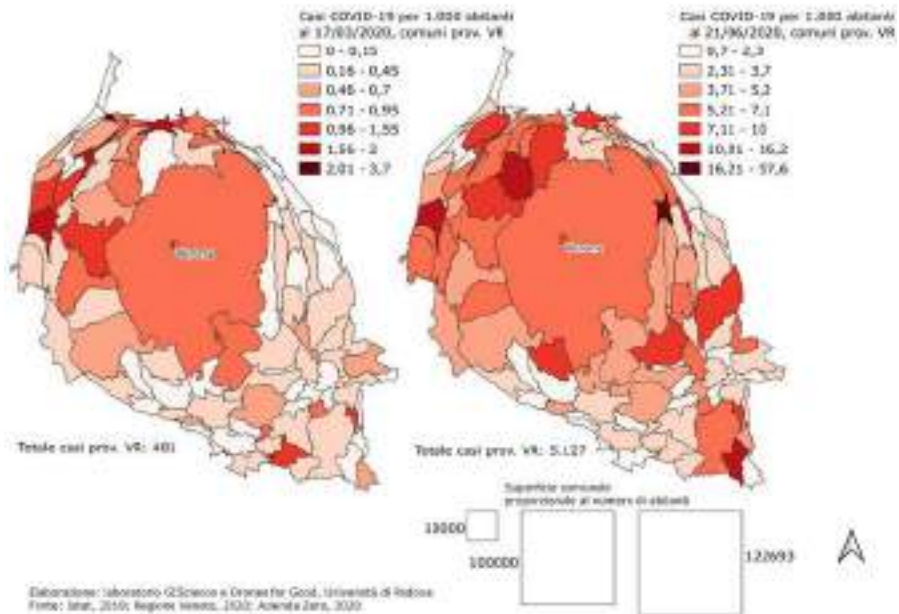 Casi COVID-19 per 1.000 abitanti
al 17/03/2020, comuni prov. VR
0 - 0,15
0,16 - 0,45
0,46 - 0,7
0,71 - 0,95
0,96 - 1,55
1,56 - 2
2,01 - 3,7
Verona
Totale casi prov. VR: 401
Casi COVID-19 per 1.000 abitanti
al 21/06/2020, comuni prov. VR
0,7 - 2,3
2,31 - 3,7
3,71 - 5,2
5,21 - 7,1
7,11 - 10
16,21 - 57,6
Verona
Totale casi prov. VR: 5.127
Superficie comunale
proporzionale al numero di abitanti
10000
100000
122693
Elaborazione: laboratorio GIScience e Drones for Good, Università di Padova
Fonte: Istat, 2019; Regione Veneto, 2020; Azienda Zero, 2020